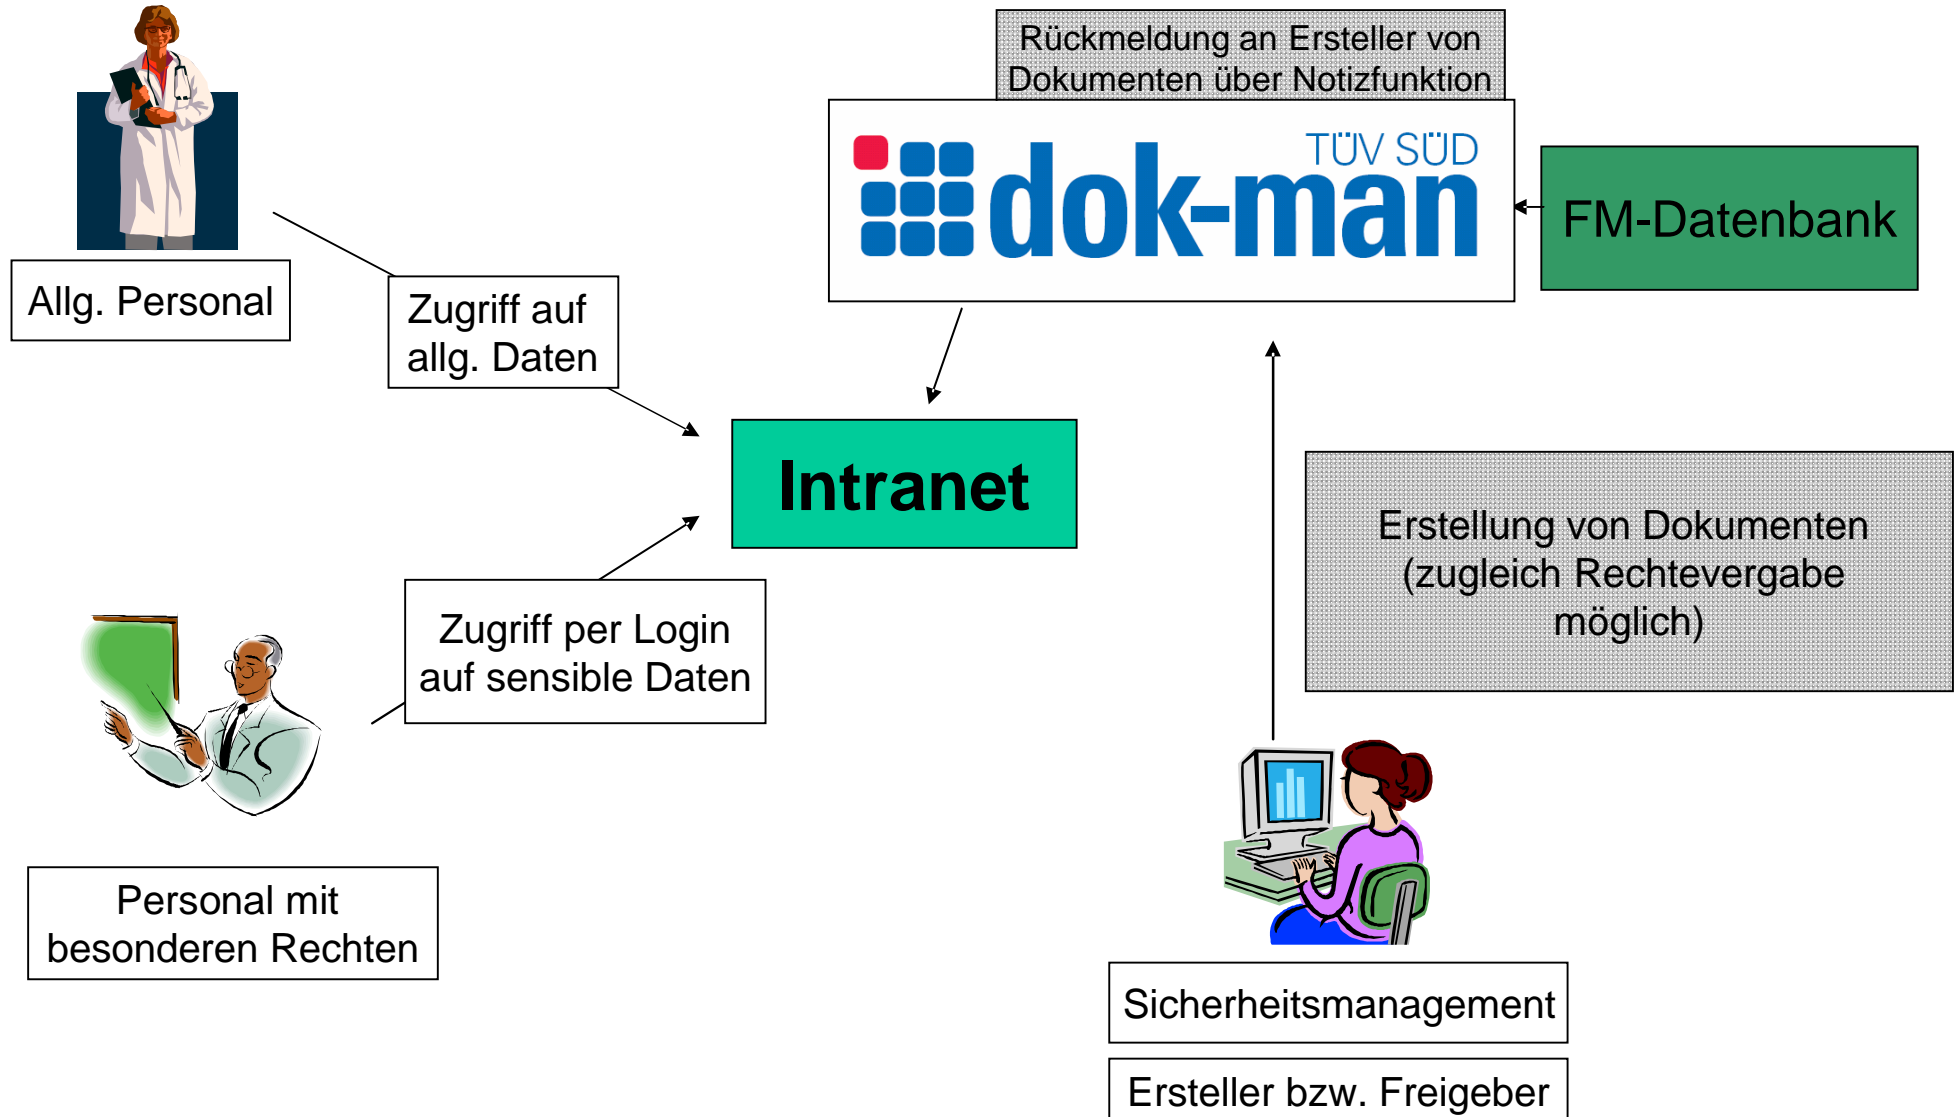 Rückmeldung an Ersteller von
Dokumenten über Notizfunktion
TÜV SÜD
dok-man
FM-Datenbank
Allg. Personal
Zugriff auf
allg. Daten
Intranet
Erstellung von Dokumenten
(zugleich Rechtevergabe
möglich)
Zugriff per Login
auf sensible Daten
Personal mit
besonderen Rechten
Sicherheitsmanagement
Ersteller bzw. Freigeber